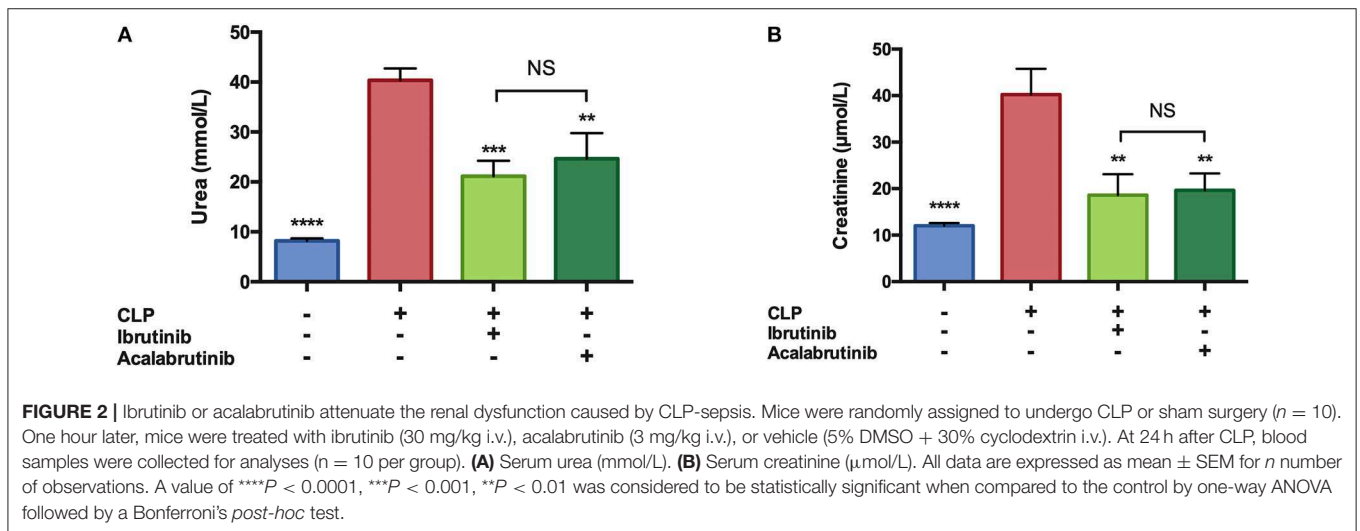 A
50
40
30
20
10
0
Urea (mmol/L)
****
***
**
NS
CLP - + + +
Ibrutinib - - + -
Acalabrutinib - - - +
B
50
40
30
20
10
0
Creatinine (µmol/L)
****
**
**
NS
CLP - + + +
Ibrutinib - - + -
Acalabrutinib - - - +
FIGURE 2 | Ibrutinib or acalabrutinib attenuate the renal dysfunction caused by CLP-sepsis. Mice were randomly assigned to undergo CLP or sham surgery (n = 10).
One hour later, mice were treated with ibrutinib (30 mg/kg i.v.), acalabrutinib (3 mg/kg i.v.), or vehicle (5% DMSO + 30% cyclodextrin i.v.). At 24 h after CLP, blood
samples were collected for analyses (n = 10 per group). (A) Serum urea (mmol/L). (B) Serum creatinine (µmol/L). All data are expressed as mean ± SEM for n number
of observations. A value of ****P < 0.0001, ***P < 0.001, **P < 0.01 was considered to be statistically significant when compared to the control by one-way ANOVA
followed by a Bonferroni's post-hoc test.